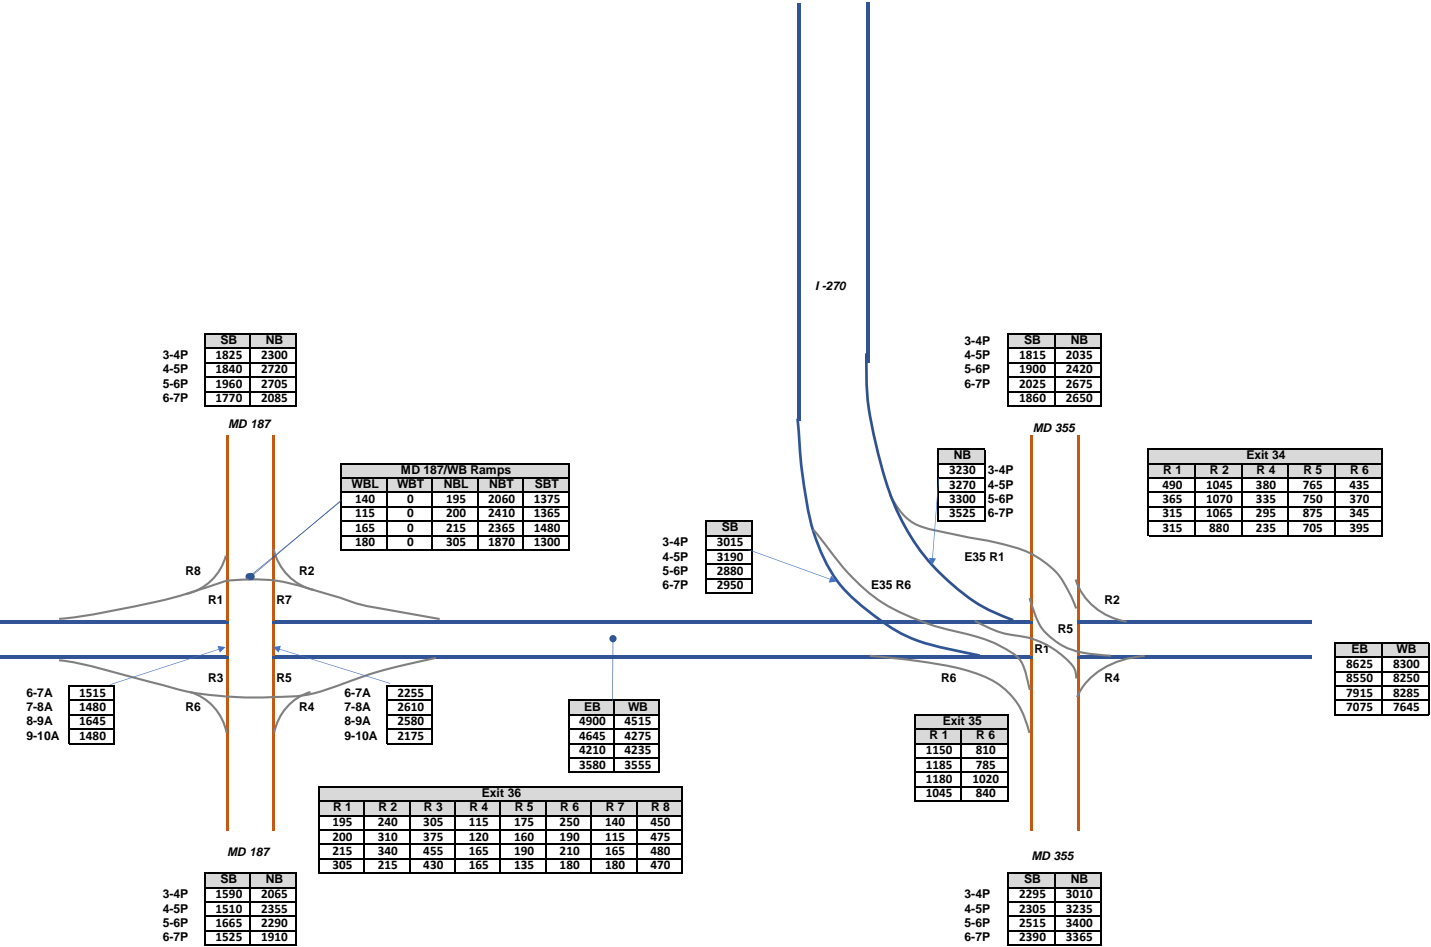 I -270
SB NB
3-4P 1825 2300
4-5P 1840 2720
5-6P 1960 2705
6-7P 1770 2085
MD 187
SB NB
3-4P
4-5P 1815 2035
5-6P 1900 2420
6-7P 2025 2675
1860 2650
MD 355
MD 187/WB Ramps
WBL WBT NBL NBT SBT
140 0 195 2060 1375
115 0 200 2410 1365
165 0 215 2365 1480
180 0 305 1870 1300
NB
3230 3-4P
3270 4-5P
3300 5-6P
3525 6-7P
Exit 34
R 1 R 2 R 4 R 5 R 6
490 1045 380 765 435
365 1070 335 750 370
315 1065 295 875 345
315 880 235 705 395
SB
3-4P 3015
4-5P 3190
5-6P 2880
6-7P 2950
R8
R2
R1
R7
E35 R1
E35 R6
R2
R5
R1
R3
R5
R6
R4
R6
R4
6-7A 1515
7-8A 1480
8-9A 1645
9-10A 1480
6-7A 2255
7-8A 2610
8-9A 2580
9-10A 2175
EB WB
4900 4515
4645 4275
4210 4235
3580 3555
EB WB
8625 8300
8550 8250
7915 8285
7075 7645
Exit 35
R 1 R 6
1150 810
1185 785
1180 1020
1045 840
Exit 36
R 1 R 2 R 3 R 4 R 5 R 6 R 7 R 8
195 240 305 115 175 250 140 450
200 310 375 120 160 190 115 475
215 340 455 165 190 210 165 480
305 215 430 165 135 180 180 470
MD 187
SB NB
3-4P 1590 2065
4-5P 1510 2355
5-6P 1665 2290
6-7P 1525 1910
MD 355
SB NB
3-4P 2295 3010
4-5P 2305 3235
5-6P 2515 3400
6-7P 2390 3365